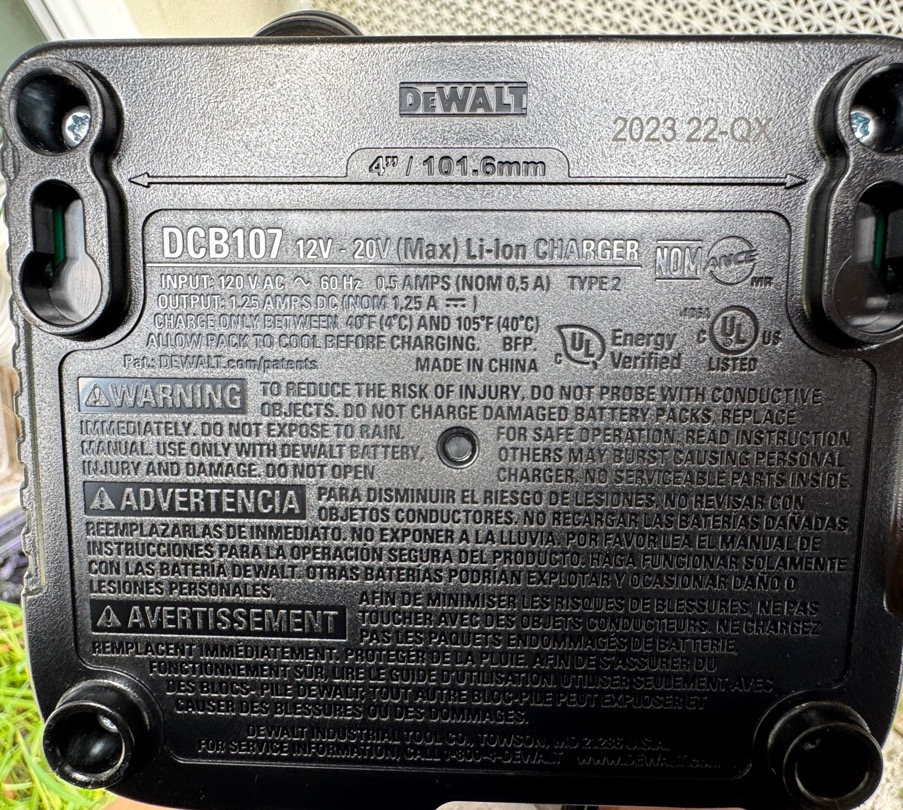 DEWALT
2023 22-QX
4” / 101.6mm
DCB107 12V - 20V (Max) Li-Ion CHARGER
NOM ANCE MR
INPUT: 120 V AC ~ 60 Hz 0.5 AMPS (NOM 0,5 A) TYPE 2
OUTPUT: 1.25 AMPS DC (NOM 1,25 A ⎓ )
CHARGE ONLY BETWEEN 40°F (4°C) AND 105°F (40°C)
ALLOW PACK TO COOL BEFORE CHARGING. BFP.
Pat.: DEWALT.com/patents MADE IN CHINA
C UL Energy Verified
C UL US LISTED
⚠WARNING TO REDUCE THE RISK OF INJURY, DO NOT PROBE WITH CONDUCTIVE
OBJECTS. DO NOT CHARGE DAMAGED BATTERY PACKS, REPLACE
IMMEDIATELY. DO NOT EXPOSE TO RAIN. FOR SAFE OPERATION, READ INSTRUCTION
MANUAL. USE ONLY WITH DEWALT BATTERY, OTHERS MAY BURST CAUSING PERSONAL
INJURY AND DAMAGE. DO NOT OPEN CHARGER, NO SERVICEABLE PARTS INSIDE.
⚠ADVERTENCIA PARA DISMINUIR EL RIESGO DE LESIONES, NO REVISAR CON
OBJETOS CONDUCTORES. NO RECARGAR LAS BATERÍAS DAÑADAS
REEMPLAZARLAS DE INMEDIATO. NO EXPONER A LA LLUVIA. POR FAVOR LEA EL MANUAL DE
INSTRUCCIONES PARA LA OPERACIÓN SEGURA DEL PRODUCTO. HAGA FUNCIONAR SOLAMENTE
CON LAS BATERÍA DEWALT. OTRAS BATERÍAS PODRÍAN EXPLOTAR Y OCASIONAR DAÑO O
LESIONES PERSONALES.
⚠AVERTISSEMENT AFIN DE MINIMISER LES RISQUES DE BLESSURES, NE PAS
TOUCHER AVEC DES OBJETS CONDUCTEURS. NE CHARGEZ
PAS LES PAQUETS ENDOMMAGÉS DE BATTERIE,
REMPLACENT IMMÉDIATEMENT. PROTÉGER DE LA PLUIE. AFIN DE S'ASSURER DU
FONCTIONNEMENT SÛR, LIRE LE GUIDE D'UTILISATION. UTILISER SEULEMENT AVEC
DES BLOCS-PILE DEWALT, TOUT AUTRE BLOC-PILE PEUT EXPLOSER ET
CAUSER DES BLESSURES OU DES DOMMAGES.
DEWALT INDUSTRIAL TOOL CO., TOWSON, MD 21286 U.S.A.
FOR SERVICE INFORMATION, CALL 1-800-4-DEWALT WWW.DEWALT.com